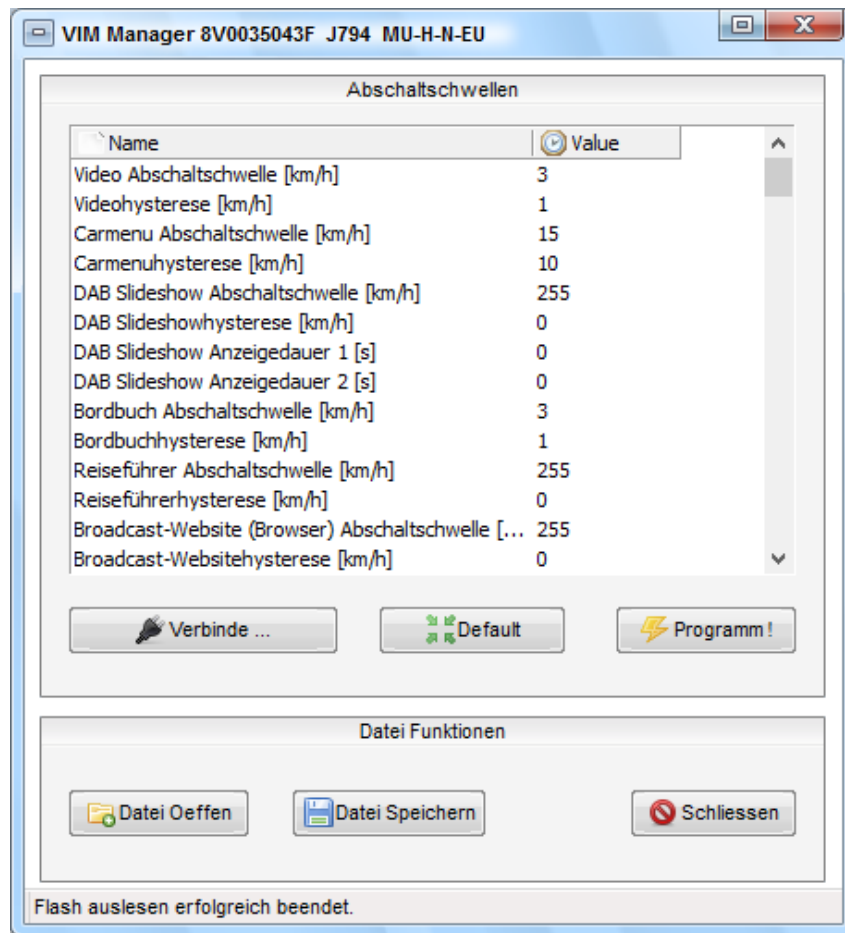 VIM Manager 8V0035043F J794 MU-H-N-EU
Abschaltschwellen
Name Value
Video Abschaltschwelle [km/h] 3
Videohysterese [km/h] 1
Carmenu Abschaltschwelle [km/h] 15
Carmenuhysterese [km/h] 10
DAB Slideshow Abschaltschwelle [km/h] 255
DAB Slideshowhysterese [km/h] 0
DAB Slideshow Anzeigedauer 1 [s] 0
DAB Slideshow Anzeigedauer 2 [s] 0
Bordbuch Abschaltschwelle [km/h] 3
Bordbuchhysterese [km/h] 1
Reiseführer Abschaltschwelle [km/h] 255
Reiseführerhysterese [km/h] 0
Broadcast-Website (Browser) Abschaltschwelle [... 255
Broadcast-Websitehysterese [km/h] 0
Verbinde ... Default Programm !
Datei Funktionen
Datei Oeffen Datei Speichern Schliessen
Flash auslesen erfolgreich beendet.